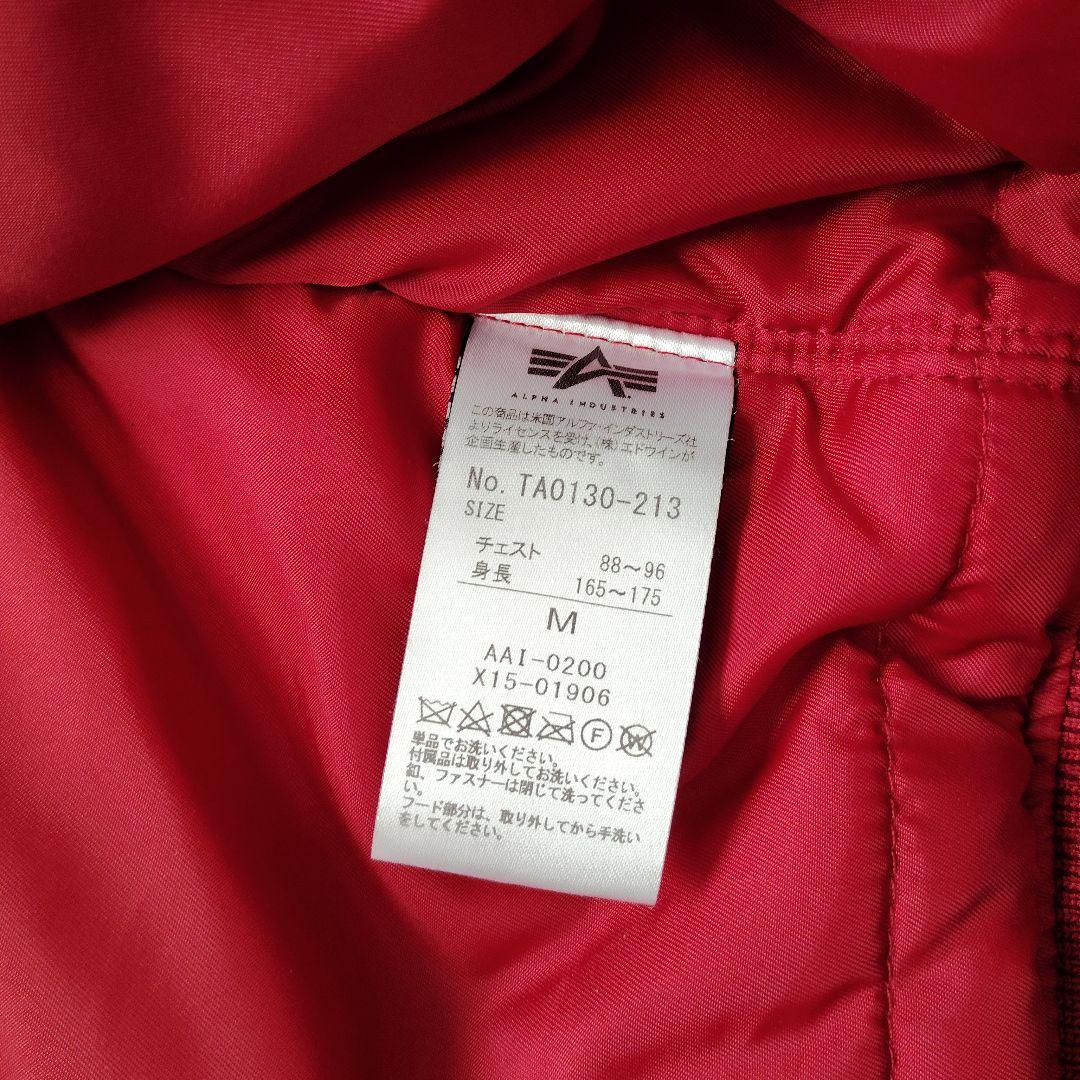 ALPHA INDUSTRIES
この商品は米国アルファ・インダストリーズ社
よりライセンスを受け、(株)エドウインが
企画生産したものです。
No. TA0130-213
SIZE
チェスト 88〜96
身長 165〜175
M
AAI-0200
X15-01906
F W
単品でお洗いください。
付属品は取り外してお洗いください。
釦、ファスナーは閉じて洗ってくださ
い。
フード部分は、取り外してから手洗い
をしてください。